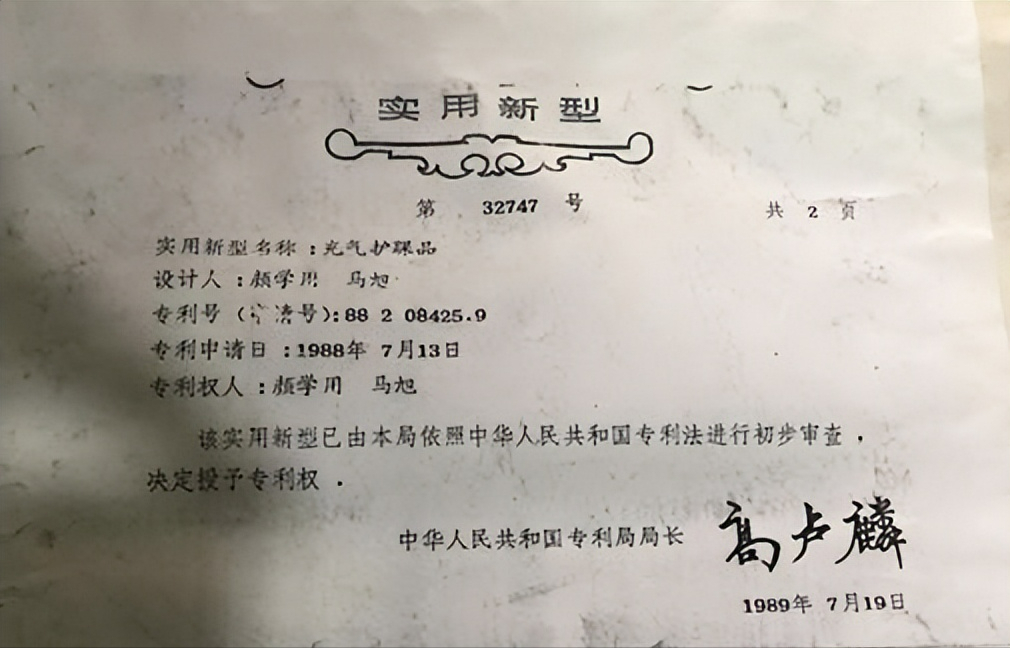 实用新型
第 32747 号 共 2 页
实用新型名称:充气护踝品
设计人:颜学用 马旭
专利号(申请号):88 2 08425.9
专利申请日:1988年 7月13日
专利权人:颜学用 马旭
该实用新型已由本局依照中华人民共和国专利法进行初步审查,
决定授予专利权.
中华人民共和国专利局局长 高卢麟
1989年 7月19日